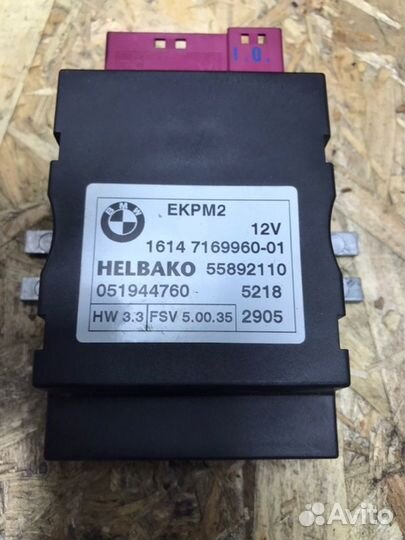 I.O.
BMW
EKPM2
12V
1614 7169960-01
HELBAKO 55892110
051944760 5218
HW 3.3 FSV 5.00.35 2905
Avito